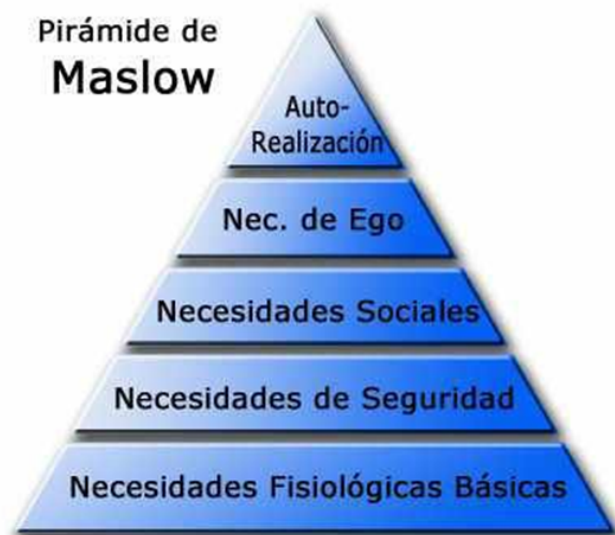 Pirámide de
Maslow
Auto-
Realización
Nec. de Ego
Necesidades Sociales
Necesidades de Seguridad
Necesidades Fisiológicas Básicas